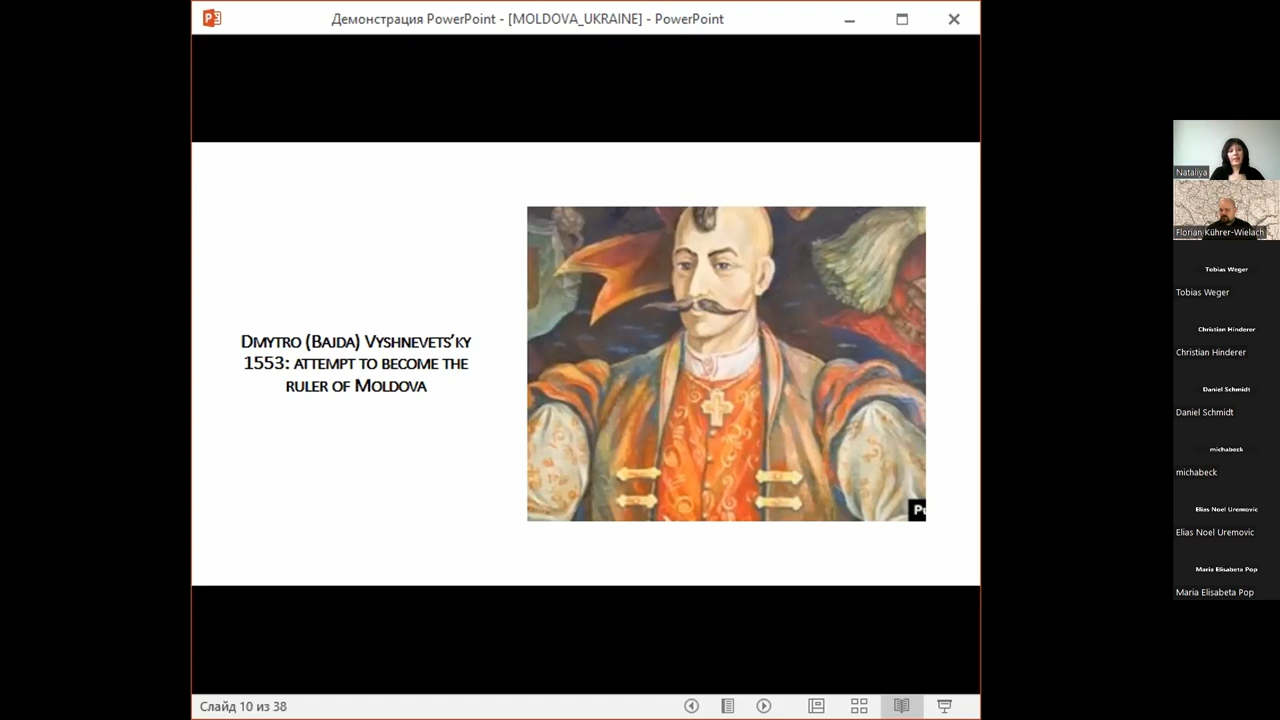 Демонстрация PowerPoint - [MOLDOVA_UKRAINE] - PowerPoint
Dmytro (Bajda) Vyshnevets’ky
1553: attempt to become the
ruler of Moldova
Слайд 10 из 38
Nataliya
Florian Kührer-Wielach
Tobias Weger
Tobias Weger
Christian Hinderer
Christian Hinderer
Daniel Schmidt
Daniel Schmidt
michabeck
michabeck
Elias Noel Uremovic
Elias Noel Uremovic
Maria Elisabeta Pop
Maria Elisabeta Pop